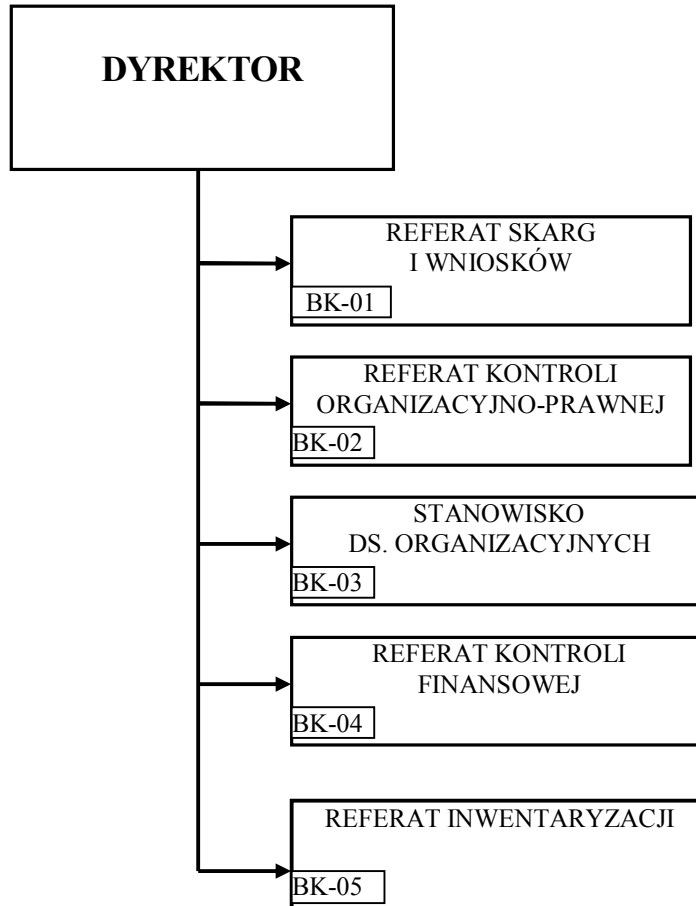 DYREKTOR
REFERAT SKARG
I WNIOSKÓW
BK-01
REFERAT KONTROLI
ORGANIZACYJNO-PRAWNEJ
BK-02
STANOWISKO
DS. ORGANIZACYJNYCH
BK-03
REFERAT KONTROLI
FINANSOWEJ
BK-04
REFERAT INWENTARYZACJI
BK-05